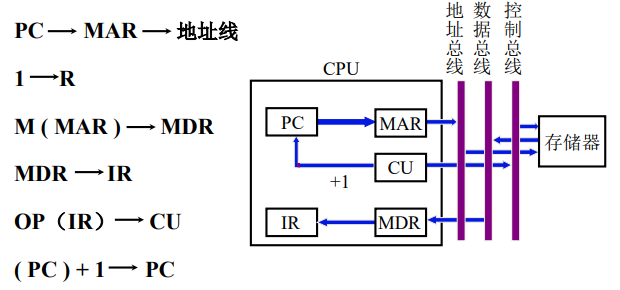 PC → MAR → 地址线
1 → R
M ( MAR ) → MDR
MDR → IR
OP（IR）→ CU
( PC ) + 1 → PC
地址总线
数据总线
控制总线
CPU
PC
MAR
CU
+1
IR
MDR
存储器